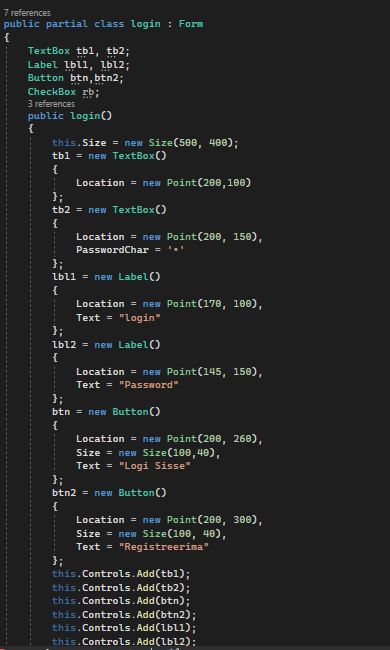 7 references
public partial class login : Form
{
TextBox tb1, tb2;
Label lbl1, lbl2;
Button btn,btn2;
CheckBox rb;
3 references
public login()
{
this.Size = new Size(500, 400);
tb1 = new TextBox()
{
Location = new Point(200,100)
};
tb2 = new TextBox()
{
Location = new Point(200, 150),
PasswordChar = '*'
};
lbl1 = new Label()
{
Location = new Point(170, 100),
Text = "login"
};
lbl2 = new Label()
{
Location = new Point(145, 150),
Text = "Password"
};
btn = new Button()
{
Location = new Point(200, 260),
Size = new Size(100,40),
Text = "Logi Sisse"
};
btn2 = new Button()
{
Location = new Point(200, 300),
Size = new Size(100, 40),
Text = "Registreerima"
};
this.Controls.Add(tb1);
this.Controls.Add(tb2);
this.Controls.Add(btn);
this.Controls.Add(btn2);
this.Controls.Add(lbl1);
this.Controls.Add(lbl2);